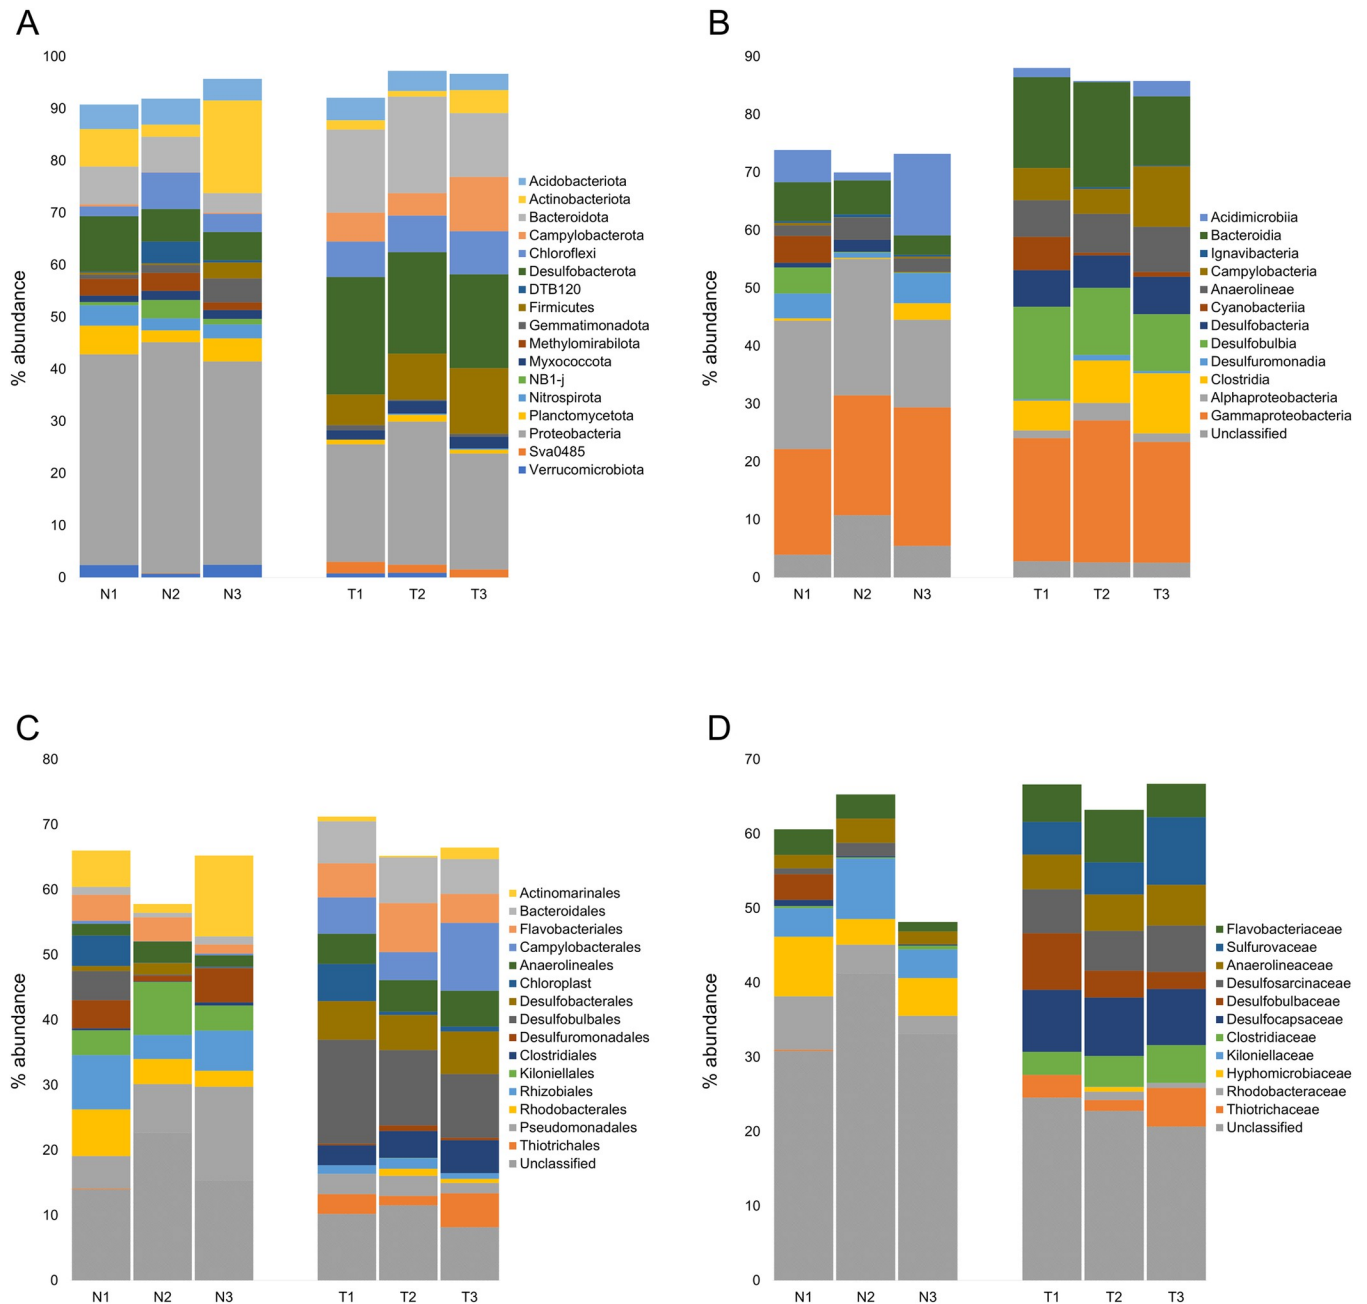 A
% abundance
100
90
80
70
60
50
40
30
20
10
0
N1 N2 N3 T1 T2 T3
Acidobacteriota
Actinobacteriota
Bacteroidota
Campylobacterota
Chloroflexi
Desulfobacterota
DTB120
Firmicutes
Gemmatimonadota
Methylomirabilota
Myxococcota
NB1-j
Nitrospirota
Planctomycetota
Proteobacteria
Sva0485
Verrucomicrobiota
B
% abundance
90
80
70
60
50
40
30
20
10
0
N1 N2 N3 T1 T2 T3
Acidimicrobiia
Bacteroidia
Ignavibacteria
Campylobacteria
Anaerolineae
Cyanobacteriia
Desulfobacteria
Desulfobulbia
Desulfuromonadia
Clostridia
Alphaproteobacteria
Gammaproteobacteria
Unclassified
C
% abundance
80
70
60
50
40
30
20
10
0
N1 N2 N3 T1 T2 T3
Actinomarinales
Bacteroidales
Flavobacteriales
Campylobacterales
Anaerolineales
Chloroplast
Desulfobacterales
Desulfobulbales
Desulfuromonadales
Clostridiales
Kiloniellales
Rhizobiales
Rhodobacterales
Pseudomonadales
Thiotrichales
Unclassified
D
% abundance
70
60
50
40
30
20
10
0
N1 N2 N3 T1 T2 T3
Flavobacteriaceae
Sulfurovaceae
Anaerolineaceae
Desulfosarcinaceae
Desulfobulbaceae
Desulfocapsaceae
Clostridiaceae
Kiloniellaceae
Hyphomicrobiaceae
Rhodobacteraceae
Thiotrichaceae
Unclassified